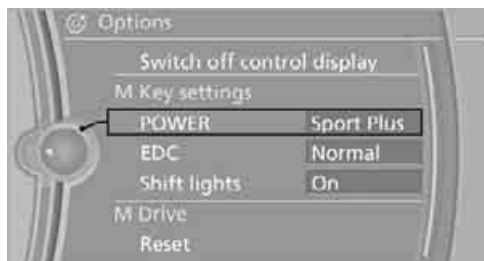 Options
Switch off control display
M Key settings
POWER Sport Plus
EDC Normal
Shift lights On
M Drive
Reset